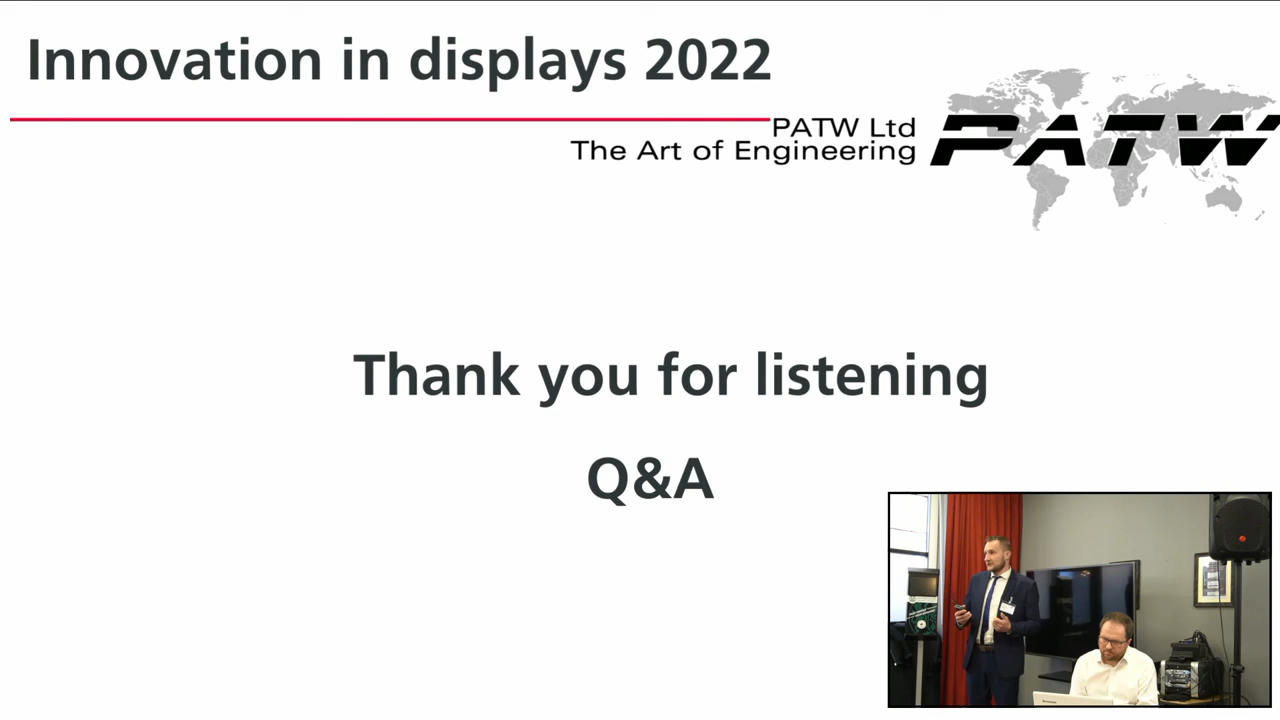 Innovation in displays 2022
PATW Ltd
The Art of Engineering
PATW
Thank you for listening
Q&A